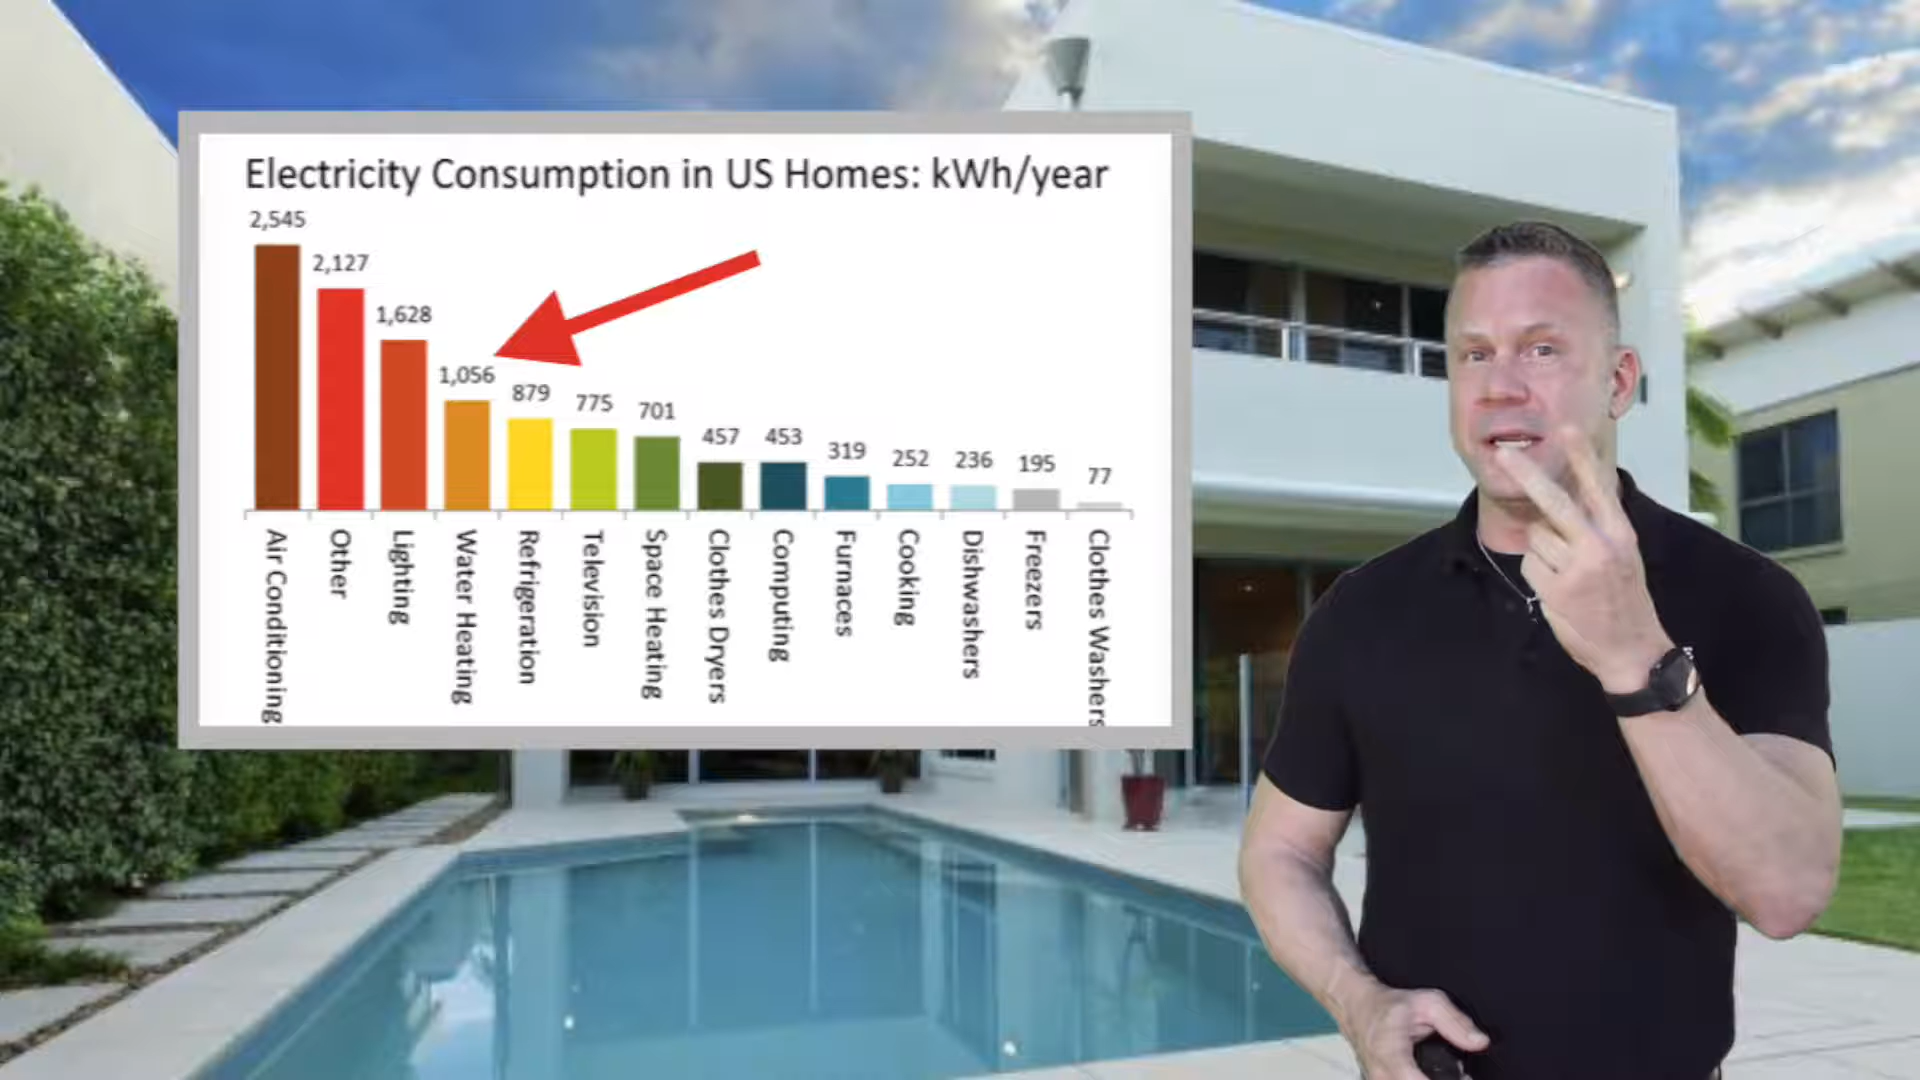 Electricity Consumption in US Homes: kWh/year
2,545
2,127
1,628
1,056
879
775
701
457
453
319
252
236
195
77
Air Conditioning
Other
Lighting
Water Heating
Refrigeration
Television
Space Heating
Clothes Dryers
Computing
Furnaces
Cooking
Dishwashers
Freezers
Clothes Washers